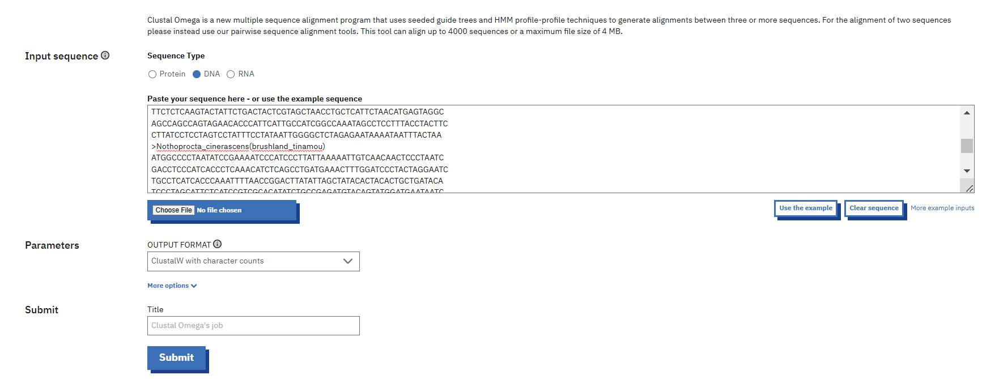 Clustal Omega is a new multiple sequence alignment program that uses seeded guide trees and HMM profile-profile techniques to generate alignments between three or more sequences. For the alignment of two sequences
please instead use our pairwise sequence alignment tools. This tool can align up to 4000 sequences or a maximum file size of 4 MB.
Input sequence
Sequence Type
Protein DNA RNA
Paste your sequence here - or use the example sequence
TTCTCTCAAGTACTATTCTGACTACTCGTAGCTAACCTGCTCATTCTAACATGAGTAGGC
AGCCAGCCAGTAGAACACCCATTCATTGCCATCGGCCAAATAGCCTCCTTTACCTACTTC
CTTATCCTCCTAGTCCTATTTCCTATAATTGGGGCTCTAGAGAATAAAATAATTTACTAA
>Nothoprocta_cinerascens(brushland_tinamou)
ATGGCCCCTAATATCCGAAAATCCCATCCCTTATTAAAAATTGTCAACAACTCCCTAATC
GACCTCCCATCACCCTCAAACATCTCAGCCTGATGAAACTTTGGATCCCTACTAGGAATC
TGCCTCATCACCCAAATTTTAACCGGACTTATATTAGCTATACACTACACTGCTGATACA
TCCCTAGCATTCTCATCCGTCGCACATATCTGCCGAGATGTACAGTATGGATGAATAATC
Choose File No file chosen
Use the example Clear sequence More example inputs
Parameters
OUTPUT FORMAT
ClustalW with character counts
More options
Submit
Title
Clustal Omega's job
Submit